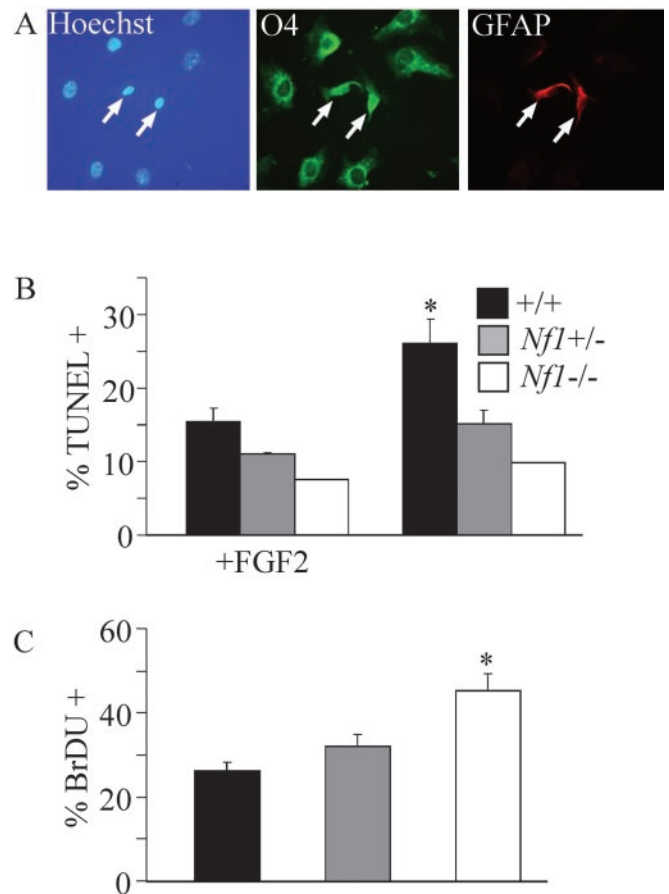 A Hoechst O4 GFAP
B
% TUNEL +
30
20
10
0
*
+/+
Nf1+/-
Nf1-/-
+FGF2
C
% BrDU +
60
40
20
0
*